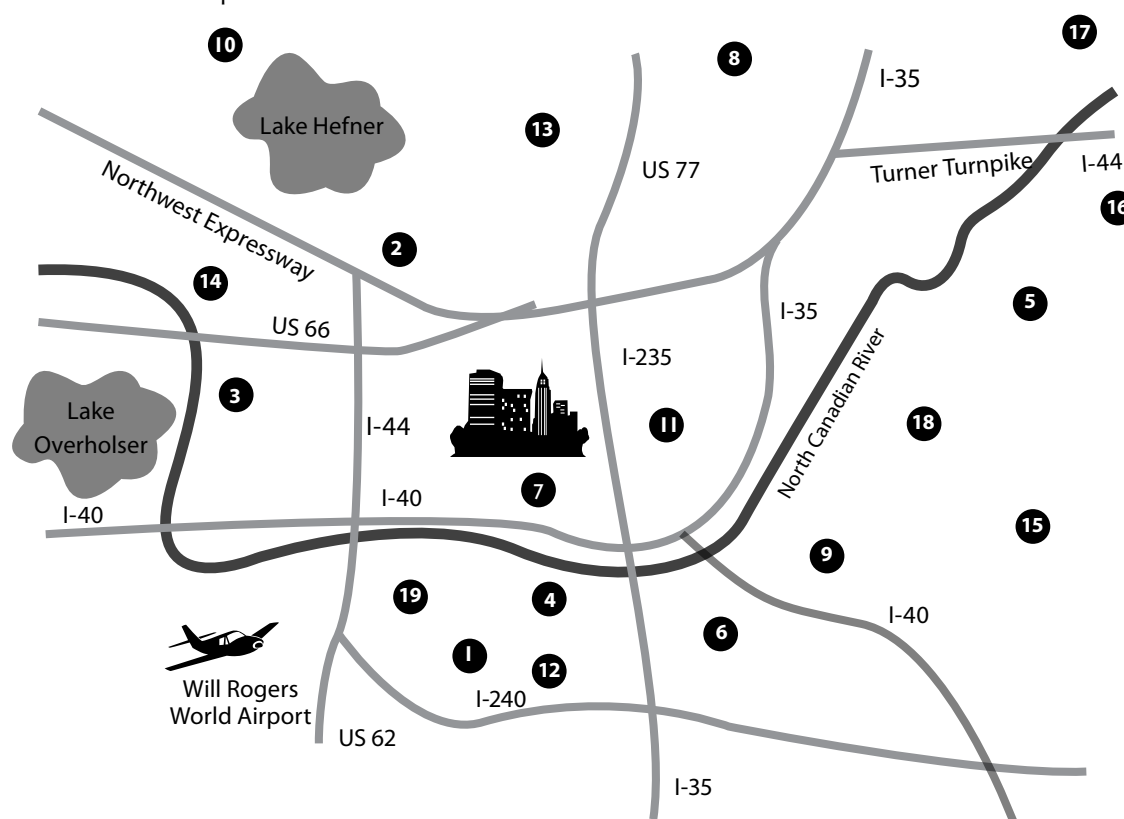 17
10
8
I-35
Lake Hefner
13
Turner Turnpike
I-44
US 77
Northwest Expressway
16
2
14
5
I-35
US 66
I-235
North Canadian River
3
Lake
Overholser
I-44
11
18
7
I-40
I-40
15
9
19
4
I-40
6
1
12
Will Rogers
World Airport
I-240
US 62
I-35